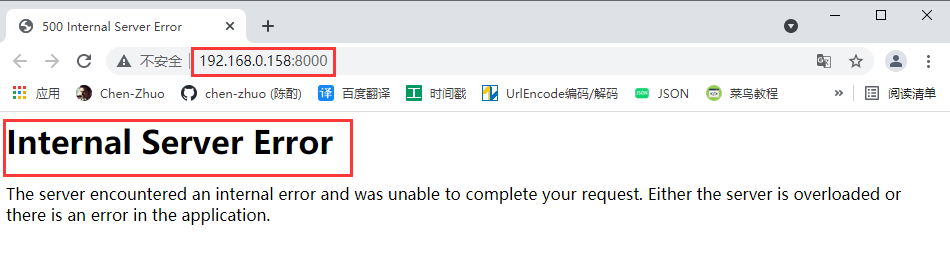 500 Internal Server Error
不安全 192.168.0.158:8000
应用 Chen-Zhuo chen-zhuo (陈酌) 译 百度翻译 工 时间戳 UrlEncode编码/解码 JSON JSON 菜鸟教程 » 阅读清单
Internal Server Error
The server encountered an internal error and was unable to complete your request. Either the server is overloaded or
there is an error in the application.